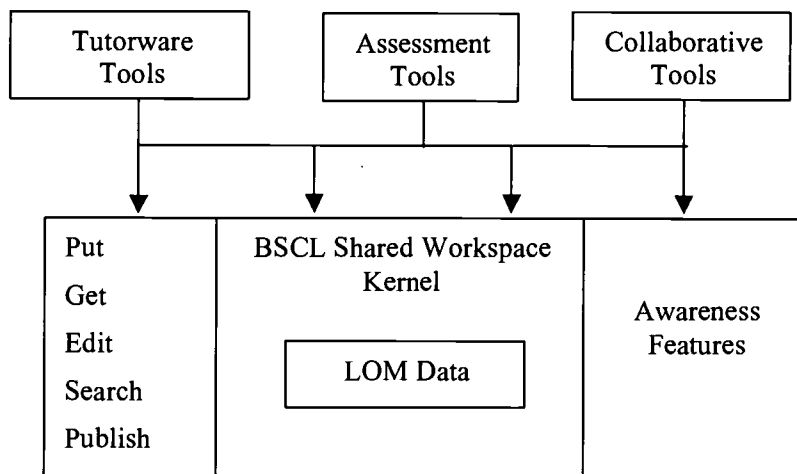 Tutorware
Tools
Assessment
Tools
Collaborative
Tools
Put
Get
Edit
Search
Publish
BSCL Shared Workspace
Kernel
LOM Data
Awareness
Features